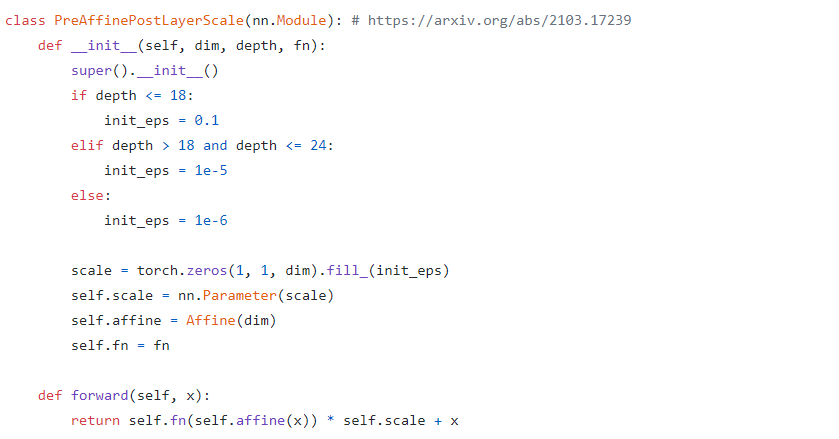 class PreAffinePostLayerScale(nn.Module): # https://arxiv.org/abs/2103.17239
    def __init__(self, dim, depth, fn):
        super().__init__()
        if depth <= 18:
            init_eps = 0.1
        elif depth > 18 and depth <= 24:
            init_eps = 1e-5
        else:
            init_eps = 1e-6

        scale = torch.zeros(1, 1, dim).fill_(init_eps)
        self.scale = nn.Parameter(scale)
        self.affine = Affine(dim)
        self.fn = fn

    def forward(self, x):
        return self.fn(self.affine(x)) * self.scale + x